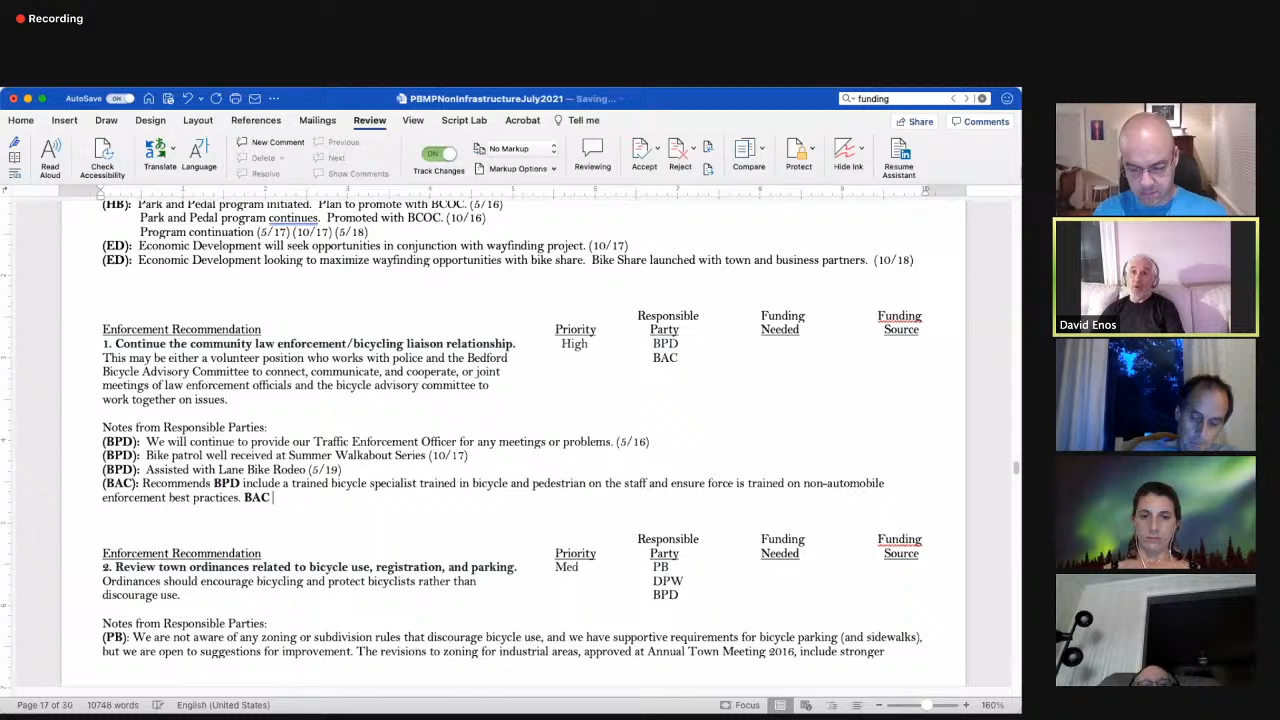 Recording
AutoSave ON
PBMPNonInfrastructureJuly2021 — Saving...
funding
Home Insert Draw Design Layout References Mailings Review View Script Lab Acrobat Tell me
Share Comments
Read Aloud
Check Accessibility
Translate
Language
New Comment
Delete
Resolve
Previous
Next
Show Comments
ON
Track Changes
No Markup
Markup Options
Reviewing
Accept
Reject
Compare
Protect
Hide Ink
Resume Assistant
(HB): Park and Pedal program initiated. Plan to promote with BCOC. (5/16)
Park and Pedal program continues. Promoted with BCOC. (10/16)
Program continuation (5/17) (10/17) (5/18)
(ED): Economic Development will seek opportunities in conjunction with wayfinding project. (10/17)
(ED): Economic Development looking to maximize wayfinding opportunities with bike share. Bike Share launched with town and business partners. (10/18)
Responsible Funding Funding
Enforcement Recommendation Priority Party Needed Source
1. Continue the community law enforcement/bicycling liaison relationship. High BPD
This may be either a volunteer position who works with police and the Bedford BAC
Bicycle Advisory Committee to connect, communicate, and cooperate, or joint
meetings of law enforcement officials and the bicycle advisory committee to
work together on issues.
Notes from Responsible Parties:
(BPD): We will continue to provide our Traffic Enforcement Officer for any meetings or problems. (5/16)
(BPD): Bike patrol well received at Summer Walkabout Series (10/17)
(BPD): Assisted with Lane Bike Rodeo (5/19)
(BAC): Recommends BPD include a trained bicycle specialist trained in bicycle and pedestrian on the staff and ensure force is trained on non-automobile
enforcement best practices. BAC
Responsible Funding Funding
Enforcement Recommendation Priority Party Needed Source
2. Review town ordinances related to bicycle use, registration, and parking. Med PB
Ordinances should encourage bicycling and protect bicyclists rather than DPW
discourage use. BPD
Notes from Responsible Parties:
(PB): We are not aware of any zoning or subdivision rules that discourage bicycle use, and we have supportive requirements for bicycle parking (and sidewalks),
but we are open to suggestions for improvement. The revisions to zoning for industrial areas, approved at Annual Town Meeting 2016, include stronger
Page 17 of 30 10748 words English (United States) Focus 160%
David Enos